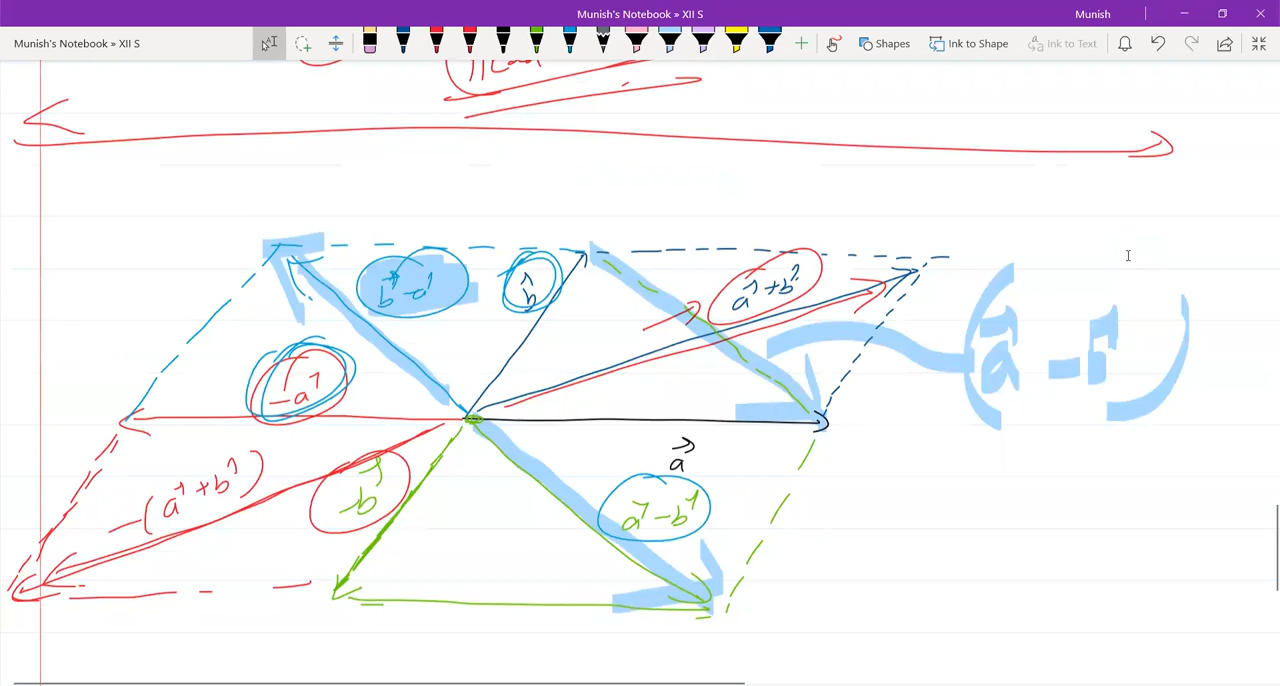 Munish's Notebook » XII S
Munish
Munish's Notebook » XII S
Shapes
Ink to Shape
Ink to Text
b⃗ - a⃗
b⃗
a⃗ + b⃗
(a⃗ - b⃗)
-a⃗
a⃗
-(a⃗ + b⃗)
-b⃗
a⃗ - b⃗